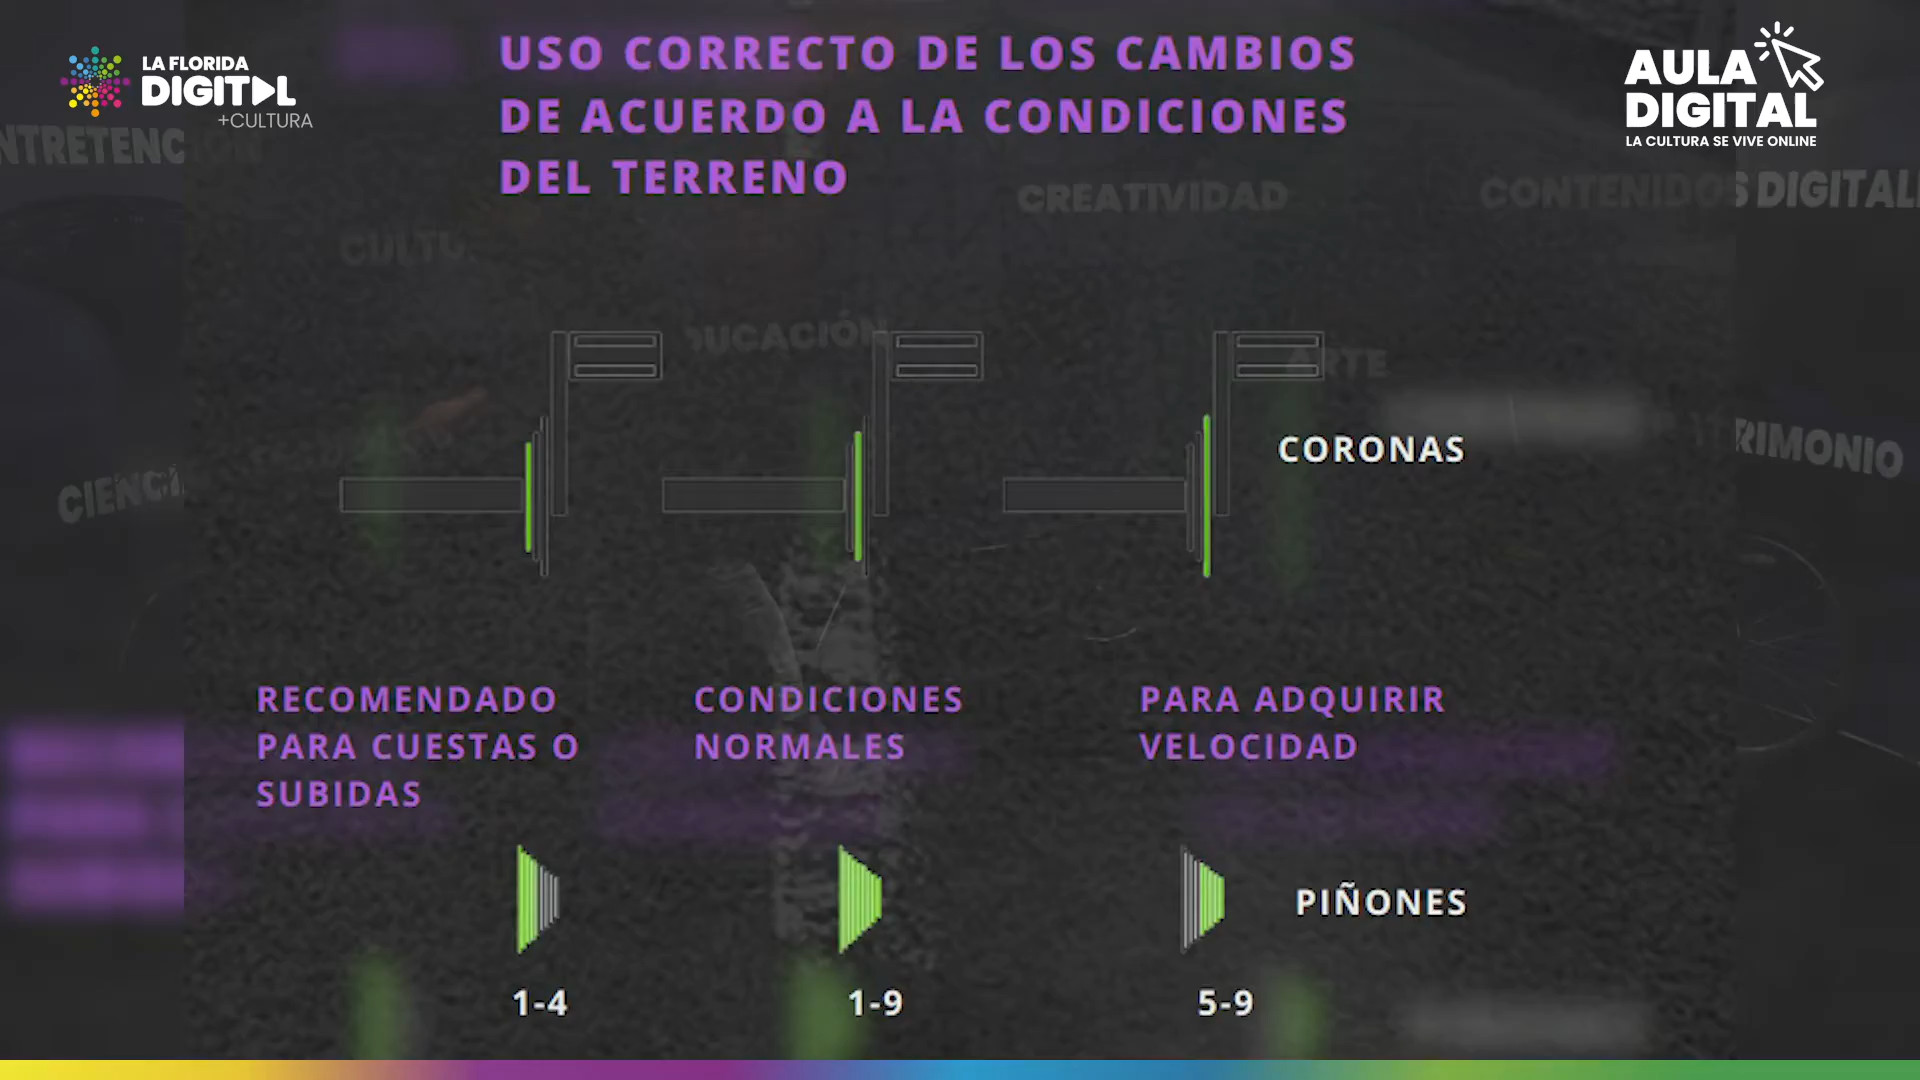 LA FLORIDA
DIGITAL
+CULTURA
USO CORRECTO DE LOS CAMBIOS
DE ACUERDO A LA CONDICIONES
DEL TERRENO
AULA
DIGITAL
LA CULTURA SE VIVE ONLINE
CREATIVIDAD
CONTENIDOS DIGITAL
ARTE
CORONAS
RECOMENDADO
PARA CUESTAS O
SUBIDAS
CONDICIONES
NORMALES
PARA ADQUIRIR
VELOCIDAD
PIÑONES
1-4
1-9
5-9